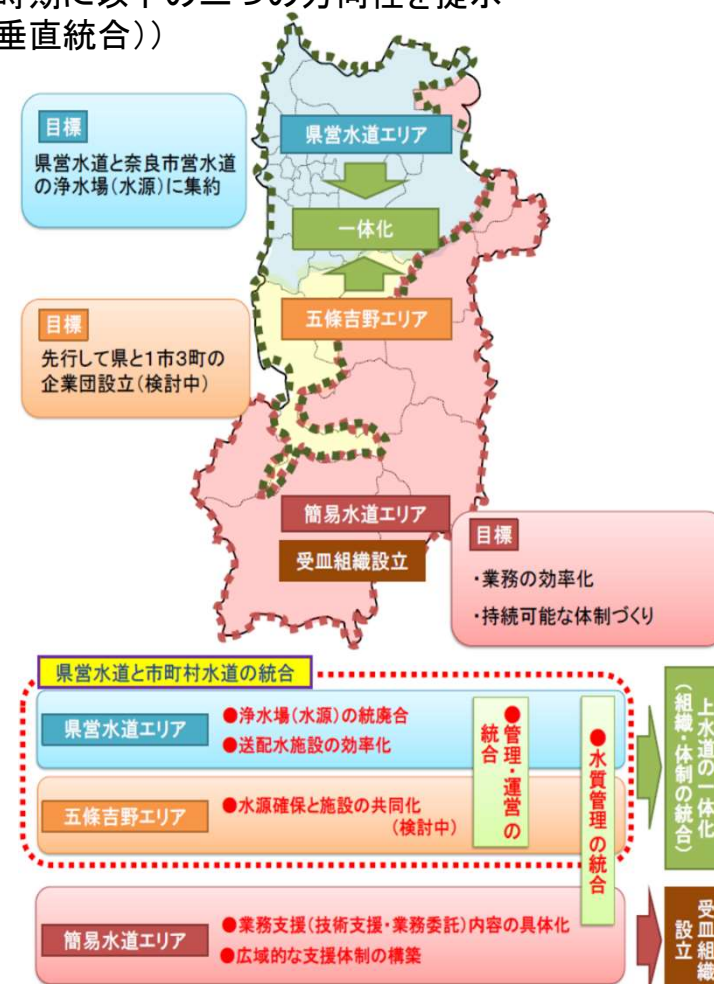 時期に以下の二つの方向性を提示
垂直統合))
目標
県営水道と奈良市営水道
の浄水場(水源)に集約
県営水道エリア
一体化
五條吉野エリア
目標
先行して県と1市3町の
企業団設立(検討中)
簡易水道エリア
受皿組織設立
目標
・業務の効率化
・持続可能な体制づくり
県営水道と市町村水道の統合
県営水道エリア
●浄水場(水源)の統廃合
●送配水施設の効率化
五條吉野エリア
●水源確保と施設の共同化
(検討中)
●管理・運営の
統合
●水質管理の統合
上水道の一体化
(組織・体制の統合)
簡易水道エリア
●業務支援(技術支援・業務委託)内容の具体化
●広域的な支援体制の構築
受皿組織
設立